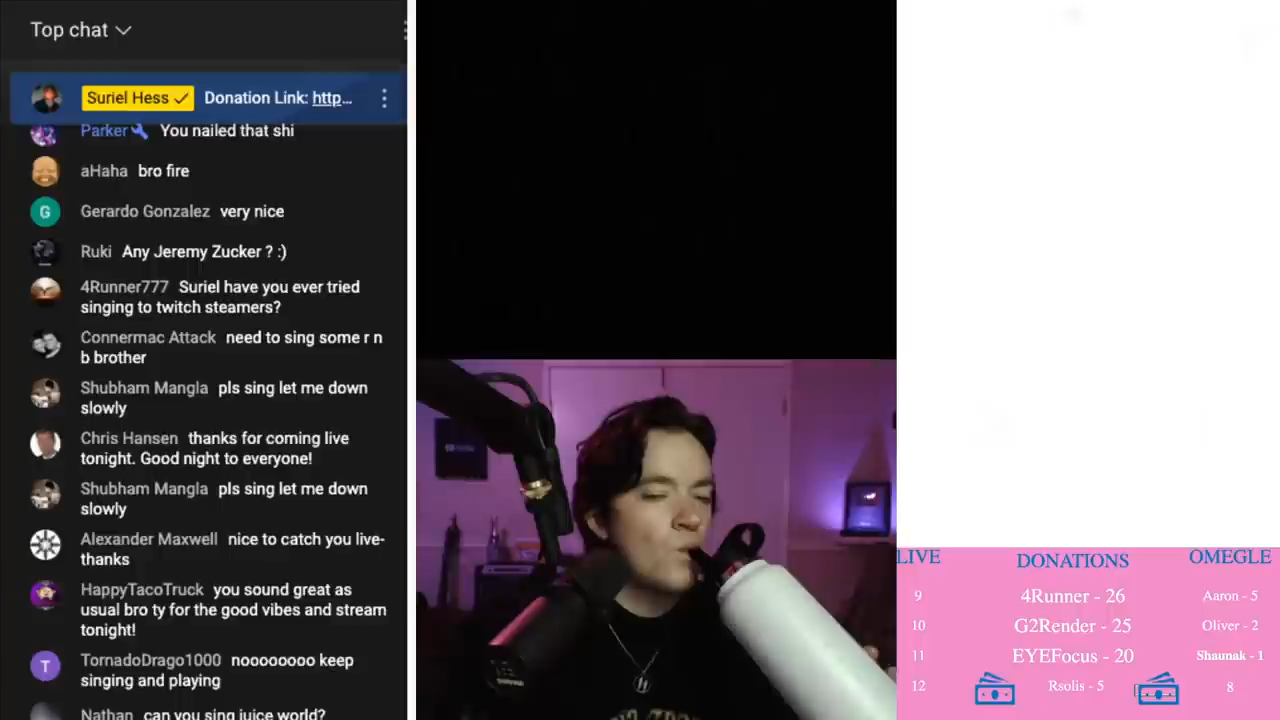 Top chat
Suriel Hess Donation Link: http...
Parker You nailed that shi
aHaha bro fire
G
Gerardo Gonzalez very nice
Ruki Any Jeremy Zucker ? :)
4Runner777 Suriel have you ever tried
singing to twitch steamers?
Connermac Attack need to sing some r n
b brother
Shubham Mangla pls sing let me down
slowly
Chris Hansen thanks for coming live
tonight. Good night to everyone!
Shubham Mangla pls sing let me down
slowly
Alexander Maxwell nice to catch you live-
thanks
HappyTacoTruck you sound great as
usual bro ty for the good vibes and stream
tonight!
T
TornadoDrago1000 noooooooo keep
singing and playing
Nathan can you sing juice world?
LIVE DONATIONS OMEGLE
9 4Runner - 26 Aaron - 5
10 G2Render - 25 Oliver - 2
11 EYEFocus - 20 Shaunak - 1
12 Rsolis - 5 8